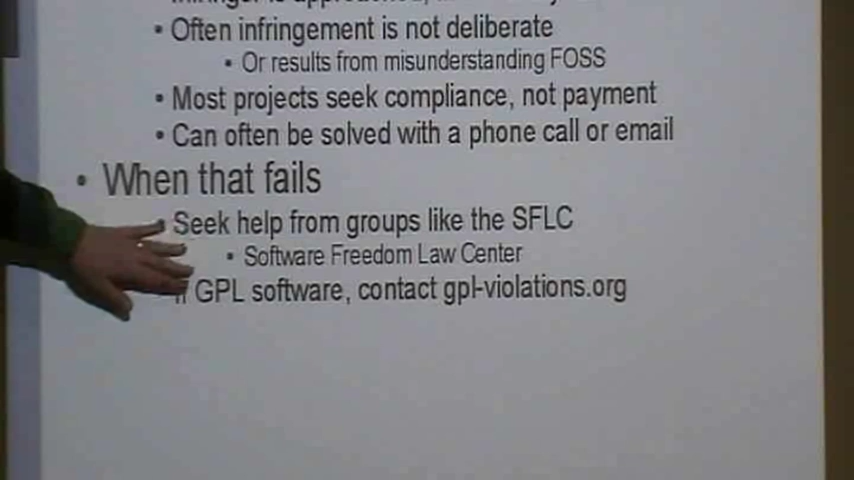 • Often infringement is not deliberate
• Or results from misunderstanding FOSS
• Most projects seek compliance, not payment
• Can often be solved with a phone call or email
• When that fails
• Seek help from groups like the SFLC
• Software Freedom Law Center
If GPL software, contact gpl-violations.org